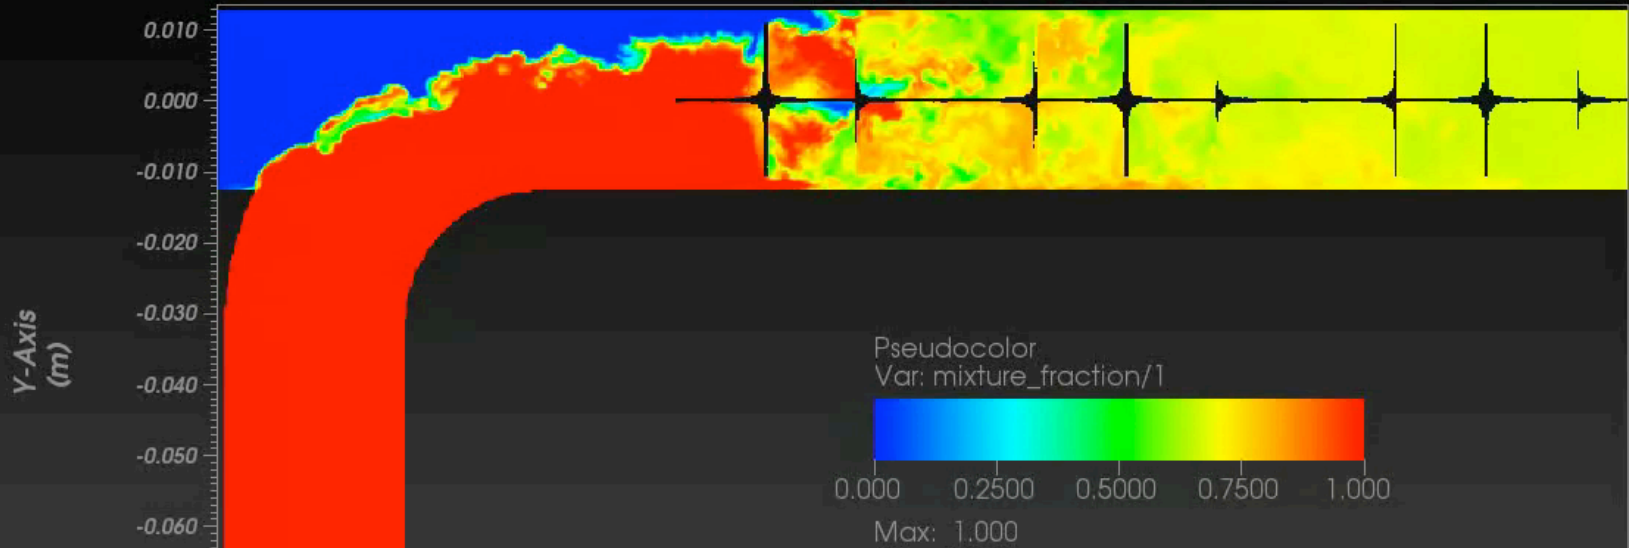 0.010
0.000
-0.010
-0.020
-0.030
-0.040
-0.050
-0.060
Y-Axis
(m)
Pseudocolor
Var: mixture_fraction/1
0.000 0.2500 0.5000 0.7500 1.000
Max: 1.000